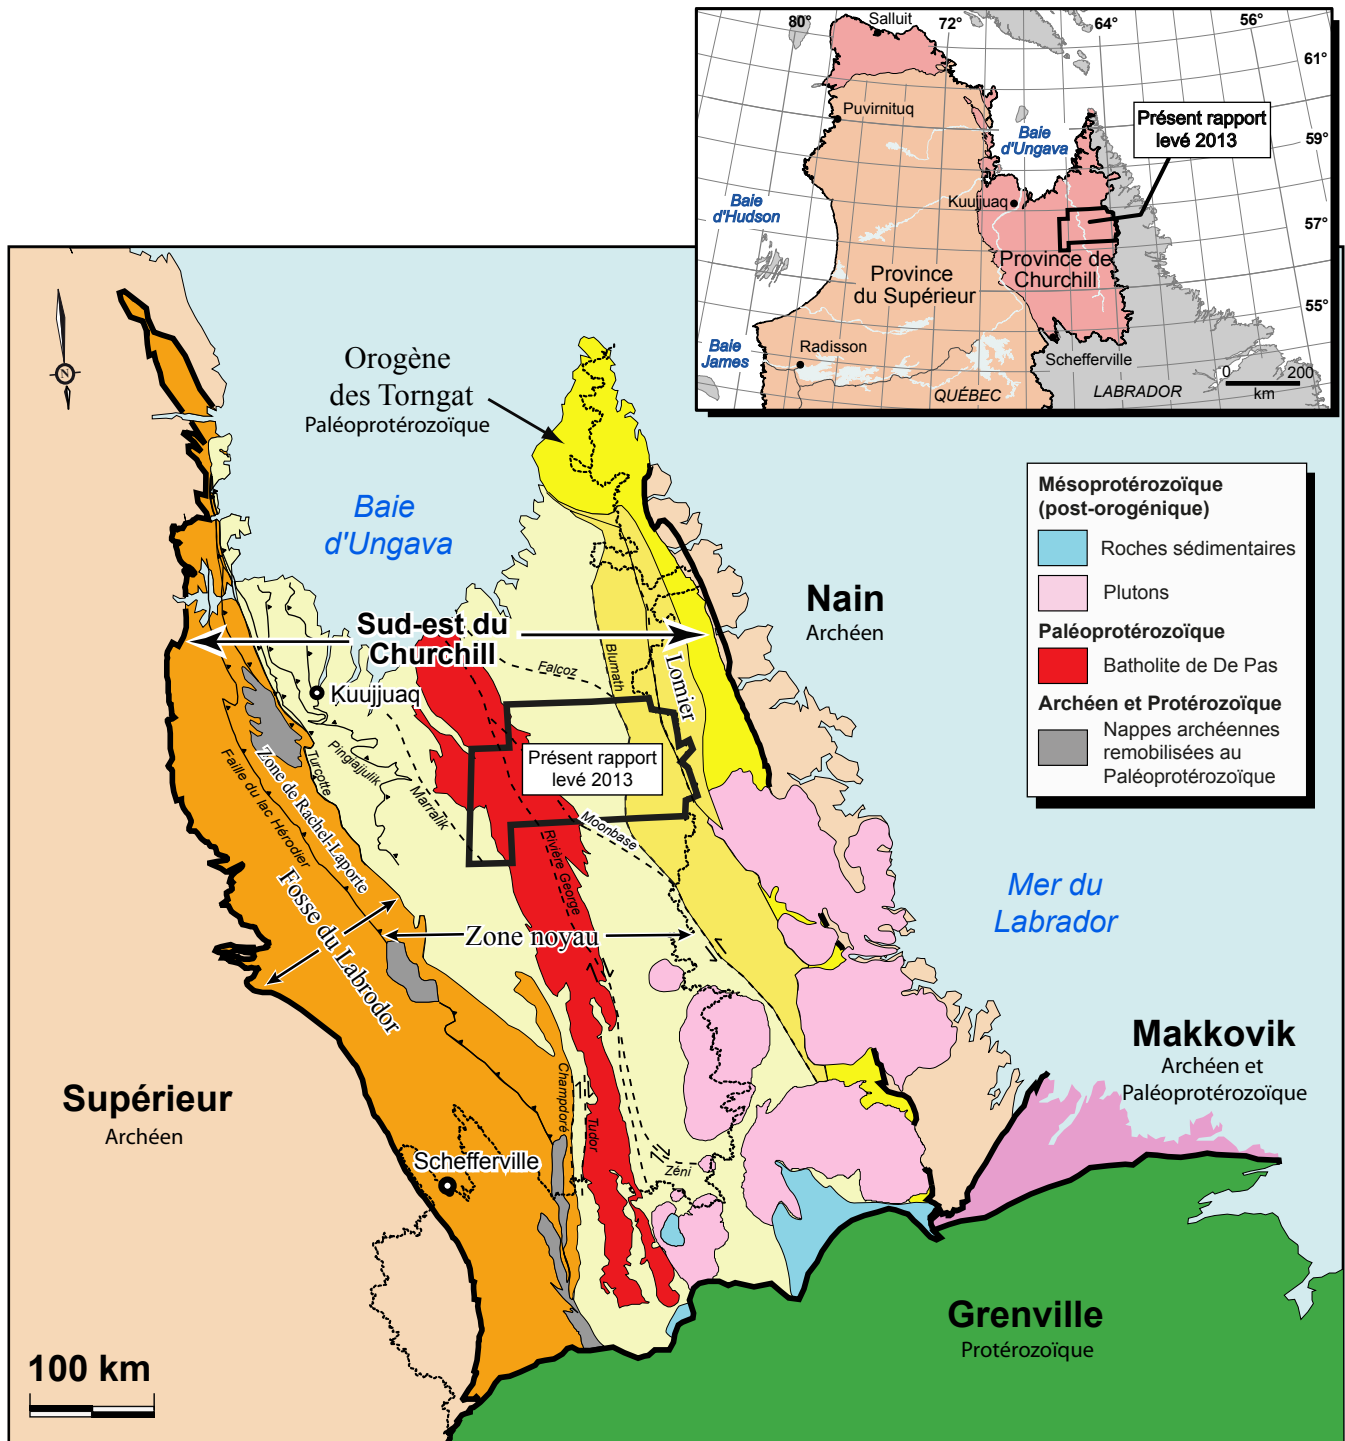 80°
Salluit
72°
64°
56°
61°
Puvirnituq
Présent rapport
levé 2013
59°
Baie
d'Ungava
Kuujjuaq
Baie
d'Hudson
57°
Province
du Supérieur
Province de
Churchill
55°
Baie
James
Radisson
Schefferville
0 200
km
QUÉBEC
LABRADOR
N
Orogène
des Torngat
Paléoprotérozoïque
Baie
d'Ungava
Mésoprotérozoïque
(post-orogénique)
Roches sédimentaires
Plutons
Paléoprotérozoïque
Batholite de De Pas
Archéen et Protérozoïque
Nappes archéennes
remobilisées au
Paléoprotérozoïque
Nain
Archéen
Sud-est du
Churchill
Falcoz
Blumath
Lomier
Kuujjuaq
Présent rapport
levé 2013
Pingiajjulik
Turcotte
Marralik
Zone de Rachel-Laporte
Faille du lac Hérodier
Moonbase
Rivière George
Fosse du Labrodor
Zone noyau
Mer du
Labrador
Makkovik
Archéen et
Paléoprotérozoïque
Supérieur
Archéen
Champdoré
Tudor
Zéni
Schefferville
Grenville
Protérozoïque
100 km